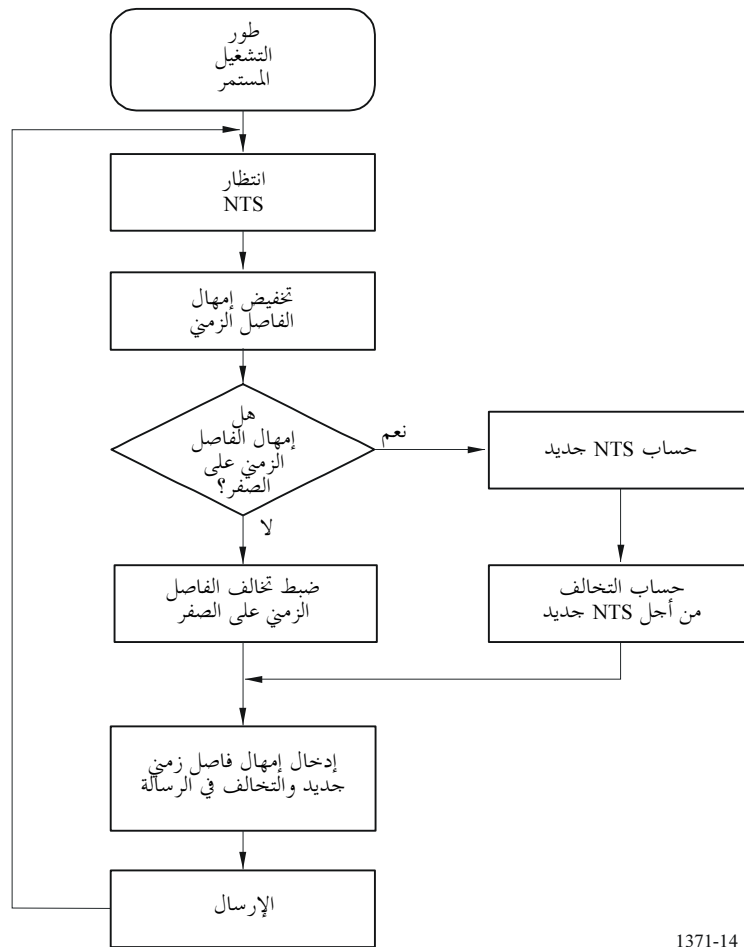 طور
التشغيل
المستمر
انتظار
NTS
تخفيض إمهال
الفاصل الزمني
هل
إمهال الفاصل
الزمني على
الصفر؟
نعم
حساب NTS جديد
لا
ضبط تخالف الفاصل
الزمني على الصفر
حساب التخالف
من أجل NTS جديد
إدخال إمهال فاصل زمني
جديد والتخالف في الرسالة
الإرسال
1371-14